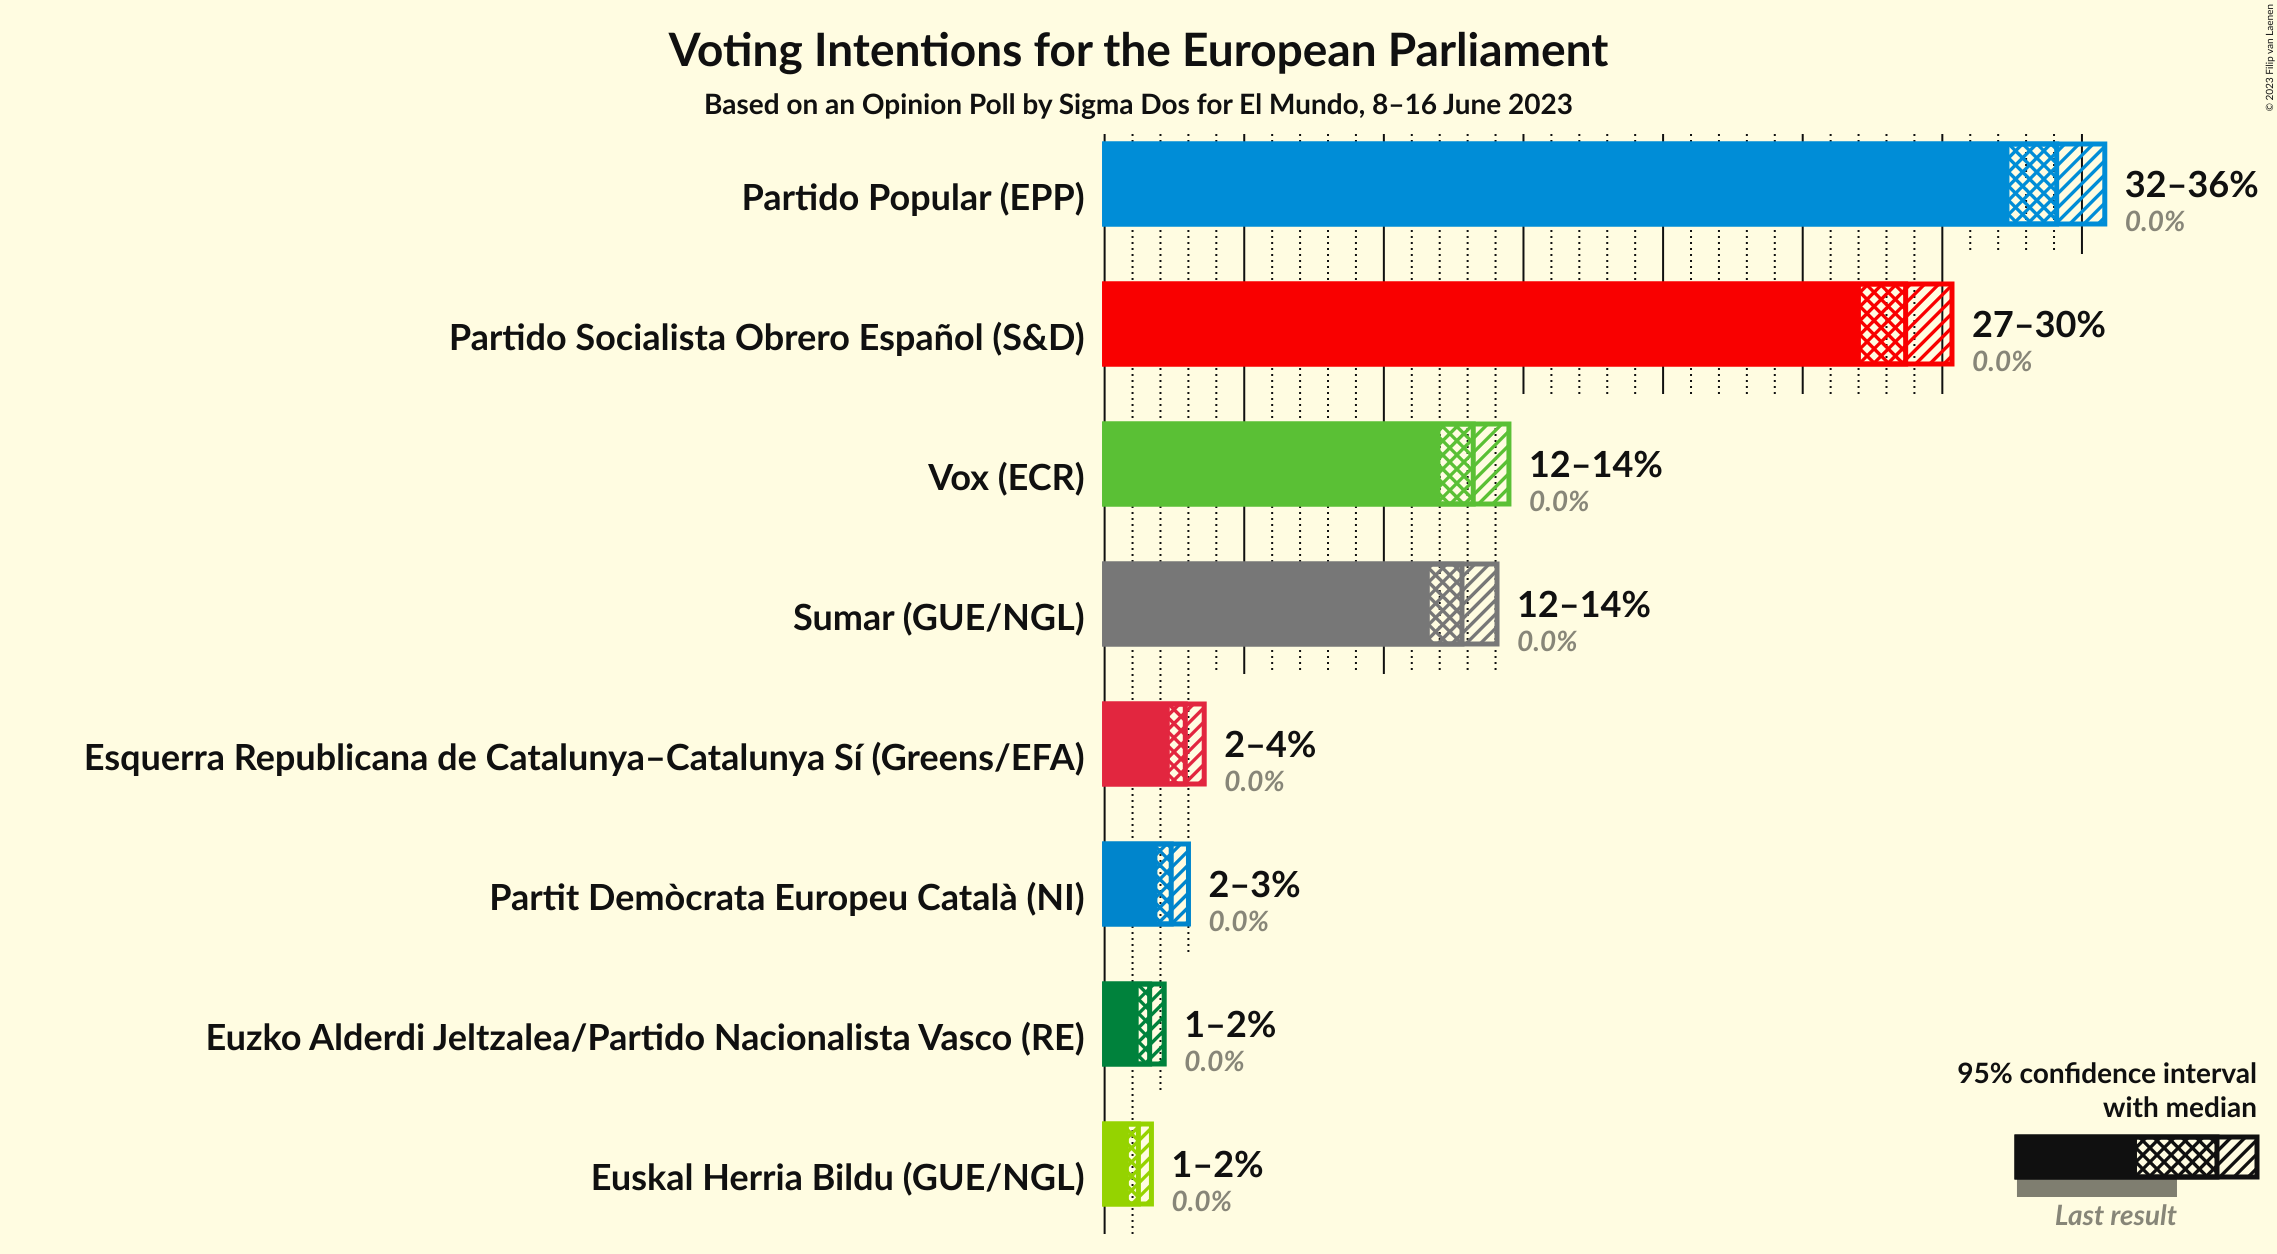 Voting Intentions for the European Parliament
Based on an Opinion Poll by Sigma Dos for El Mundo, 8–16 June 2023
© 2023 Filip van Laenen
Partido Popular (EPP)
32–36%
0.0%
Partido Socialista Obrero Español (S&D)
27–30%
0.0%
Vox (ECR)
12–14%
0.0%
Sumar (GUE/NGL)
12–14%
0.0%
Esquerra Republicana de Catalunya–Catalunya Sí (Greens/EFA)
2–4%
0.0%
Partit Demòcrata Europeu Català (NI)
2–3%
0.0%
Euzko Alderdi Jeltzalea/Partido Nacionalista Vasco (RE)
1–2%
0.0%
Euskal Herria Bildu (GUE/NGL)
1–2%
0.0%
95% confidence interval
with median
Last result